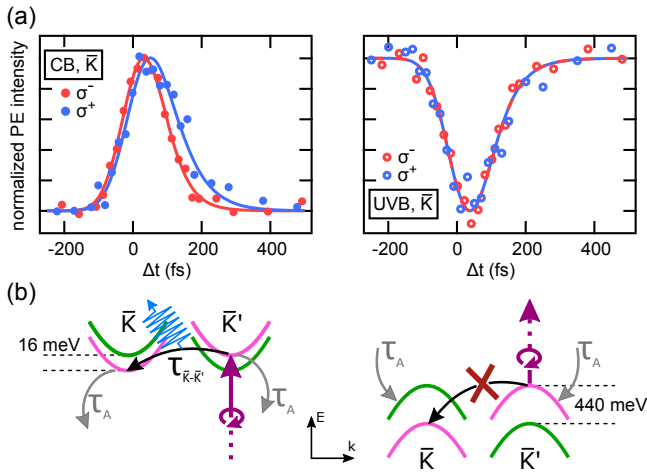 (a)
normalized PE intensity
CB, K̄
σ⁻
σ⁺
-200 0 200 400
Δt (fs)
σ⁻
σ⁺
UVB, K̄
-200 0 200 400
Δt (fs)
(b)
K̄ K̄'
16 meV
τ_K̄-K̄'
τ_A
τ_A
E
k
τ_A
τ_A
440 meV
K̄ K̄'